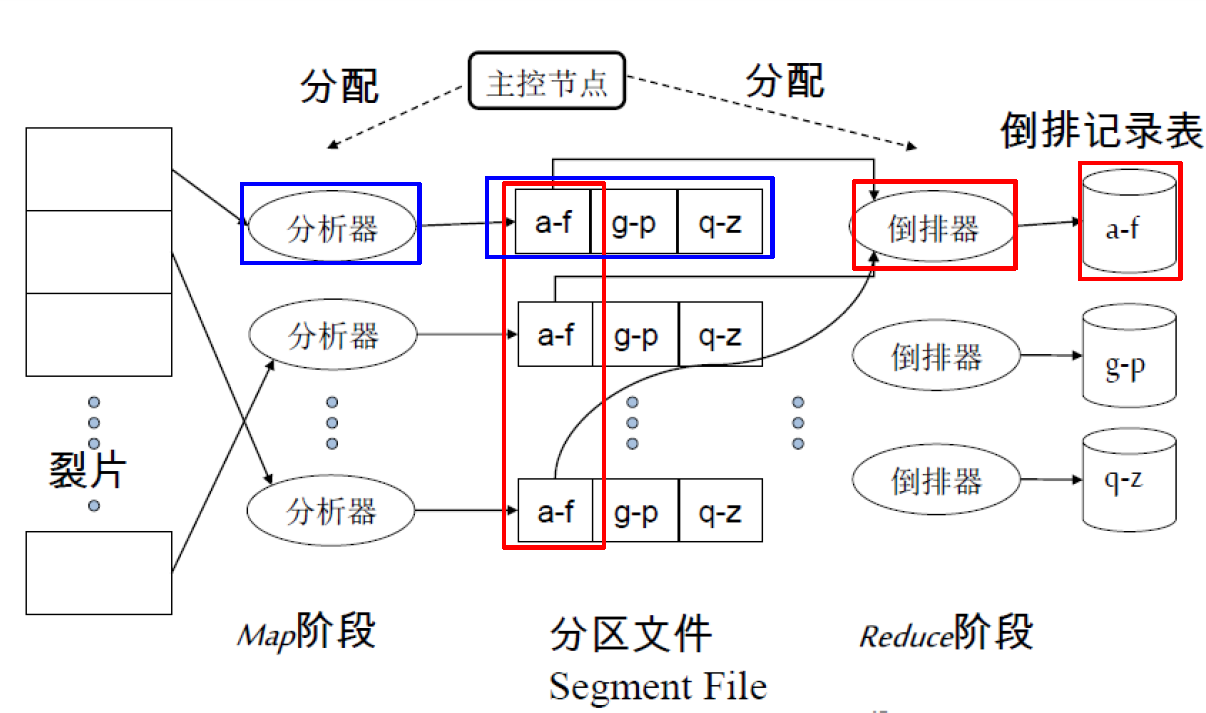 主控节点
分配
分配
倒排记录表
分析器
a-f
g-p
q-z
倒排器
a-f
分析器
a-f
g-p
q-z
倒排器
g-p
裂片
分析器
a-f
g-p
q-z
倒排器
q-z
Map阶段
分区文件
Segment File
Reduce阶段